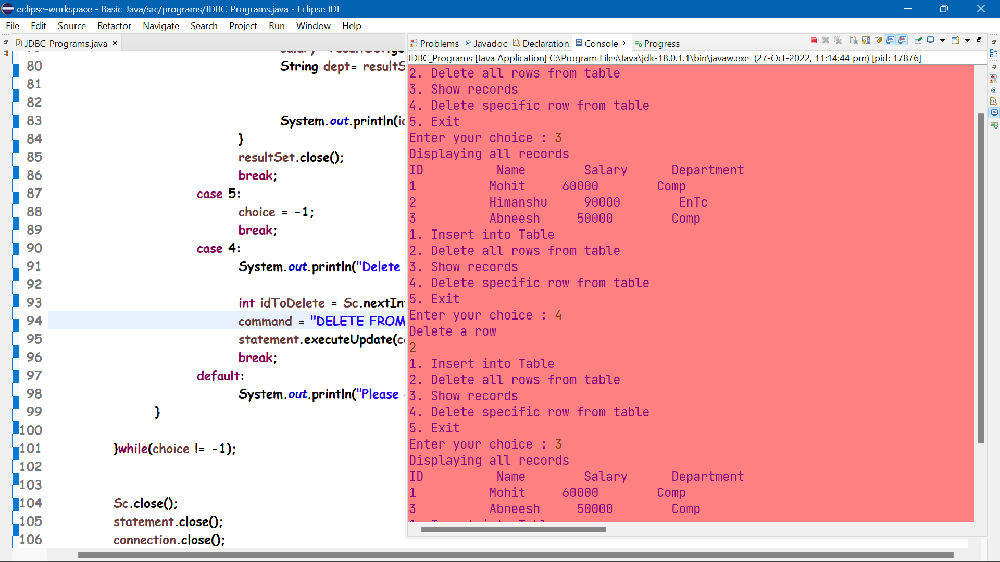 eclipse-workspace - Basic_Java/src/programs/JDBC_Programs.java - Eclipse IDE
File Edit Source Refactor Navigate Search Project Run Window Help
JDBC_Programs.java
80 String dept= resultS
81
82
83 System.out.println(ic
84 }
85 resultSet.close();
86 break;
87 case 5:
88 choice = -1;
89 break;
90 case 4:
91 System.out.println("Delete
92
93 int idToDelete = Sc.nextInt
94 command = "DELETE FROM
95 statement.executeUpdate(co
96 break;
97 default:
98 System.out.println("Please
99 }
100
101 }while(choice != -1);
102
103
104 Sc.close();
105 statement.close();
106 connection.close();
Problems Javadoc Declaration Console Progress
JDBC_Programs [Java Application] C:\Program Files\Java\jdk-18.0.1.1\bin\javaw.exe (27-Oct-2022, 11:14:44 pm) [pid: 17876]
2. Delete all rows from table
3. Show records
4. Delete specific row from table
5. Exit
Enter your choice : 3
Displaying all records
ID Name Salary Department
1 Mohit 60000 Comp
2 Himanshu 90000 EnTc
3 Abneesh 50000 Comp
1. Insert into Table
2. Delete all rows from table
3. Show records
4. Delete specific row from table
5. Exit
Enter your choice : 4
Delete a row
2
1. Insert into Table
2. Delete all rows from table
3. Show records
4. Delete specific row from table
5. Exit
Enter your choice : 3
Displaying all records
ID Name Salary Department
1 Mohit 60000 Comp
3 Abneesh 50000 Comp
1. Insert into Table